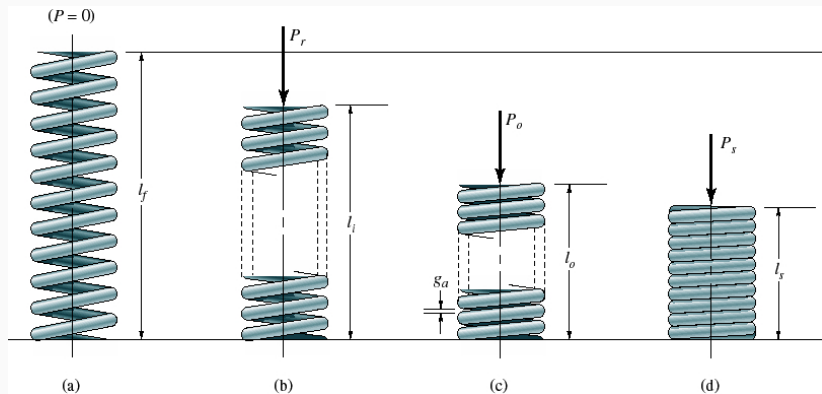 (P = 0)
P_r
P_o
P_s
l_f
l_i
l_o
l_s
g_a
(a)
(b)
(c)
(d)